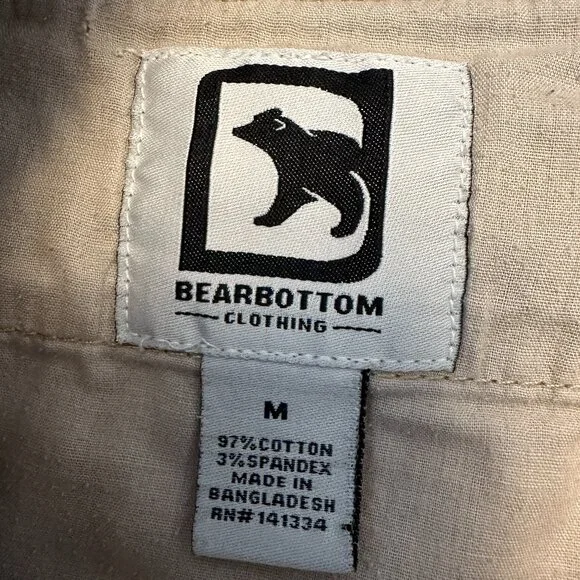 BEARBOTTOM
CLOTHING
M
97% COTTON
3% SPANDEX
MADE IN
BANGLADESH
RN# 141334